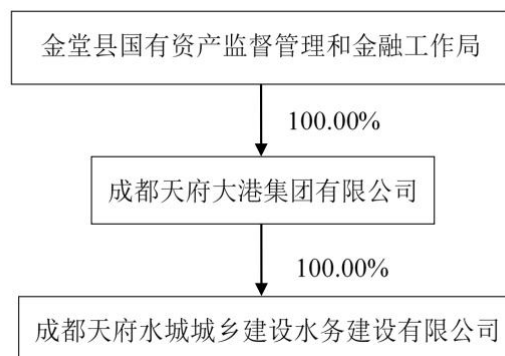 金堂县国有资产监督管理和金融工作局
100.00%
成都天府大港集团有限公司
100.00%
成都天府水城城乡建设水务建设有限公司